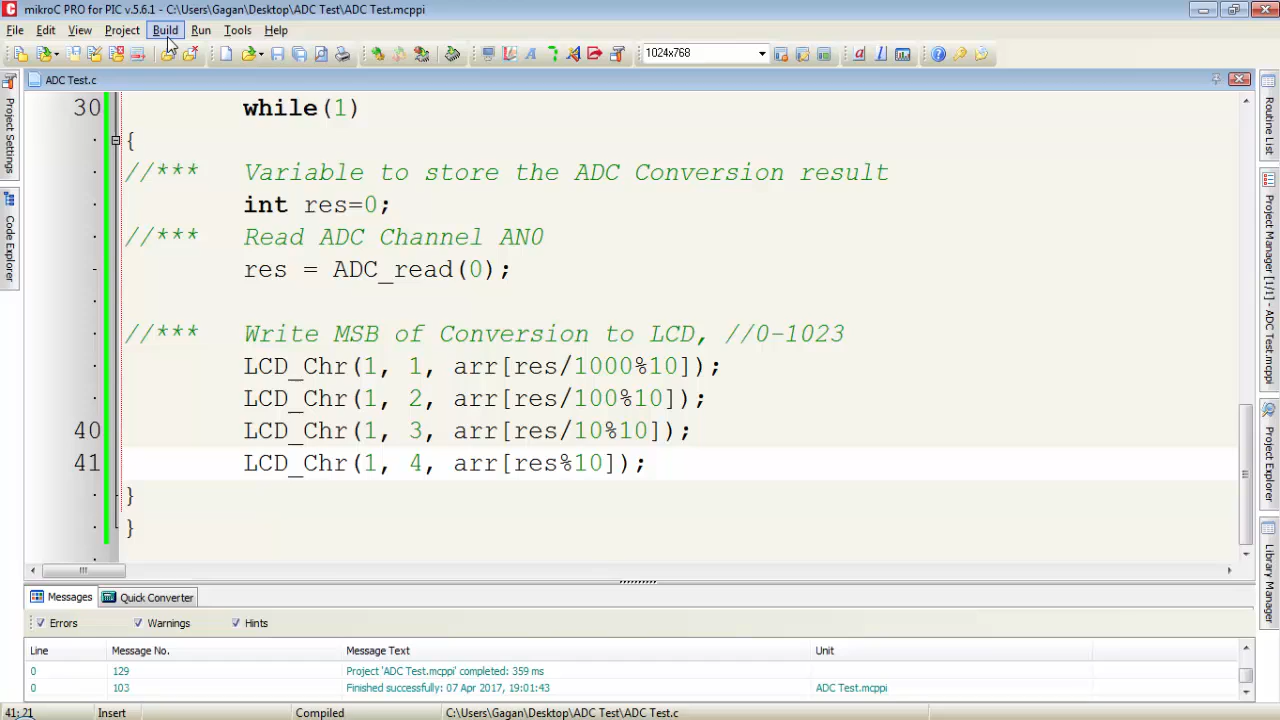 mikroC PRO for PIC v.5.6.1 - C:\Users\Gagan\Desktop\ADC Test\ADC Test.mcppi
File Edit View Project Build Run Tools Help
1024x768
ADC Test.c
30 while(1)
{
//*** Variable to store the ADC Conversion result
int res=0;
//*** Read ADC Channel AN0
res = ADC_read(0);
//*** Write MSB of Conversion to LCD, //0-1023
LCD_Chr(1, 1, arr[res/1000%10]);
LCD_Chr(1, 2, arr[res/100%10]);
40 LCD_Chr(1, 3, arr[res/10%10]);
41 LCD_Chr(1, 4, arr[res%10]);
}
}
Project Settings
Code Explorer
Routine List
Project Manager [1/1] - ADC Test.mcppi
Project Explorer
Library Manager
Messages Quick Converter
Errors Warnings Hints
Line Message No. Message Text Unit
0 129 Project 'ADC Test.mcppi' completed: 359 ms
0 103 Finished successfully: 07 Apr 2017, 19:01:43 ADC Test.mcppi
41: 21 Insert Compiled C:\Users\Gagan\Desktop\ADC Test\ADC Test.c